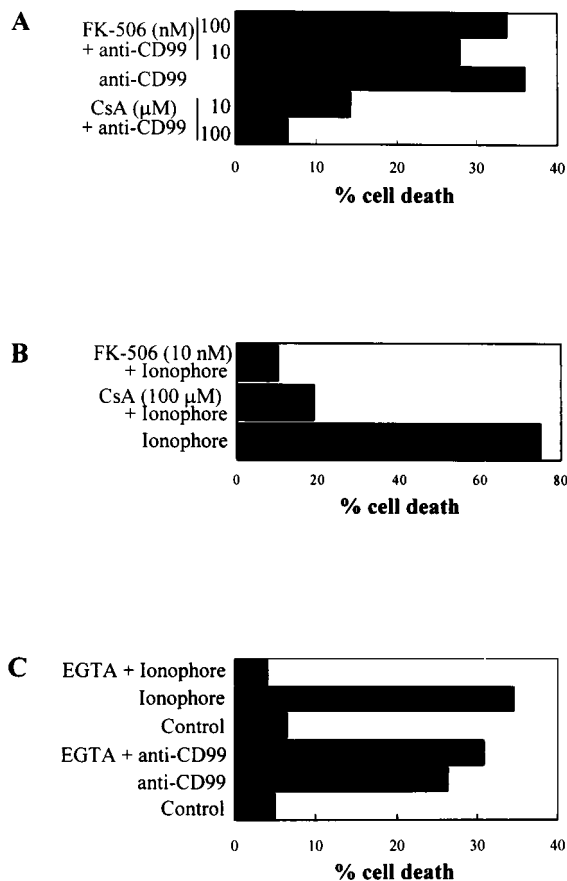 A
FK-506 (nM)
+ anti-CD99
100
10
anti-CD99
CsA (µM)
+ anti-CD99
10
100
0 10 20 30 40
% cell death
B
FK-506 (10 nM)
+ Ionophore
CsA (100 µM)
+ Ionophore
Ionophore
0 20 40 60 80
% cell death
C
EGTA + Ionophore
Ionophore
Control
EGTA + anti-CD99
anti-CD99
Control
0 10 20 30 40
% cell death